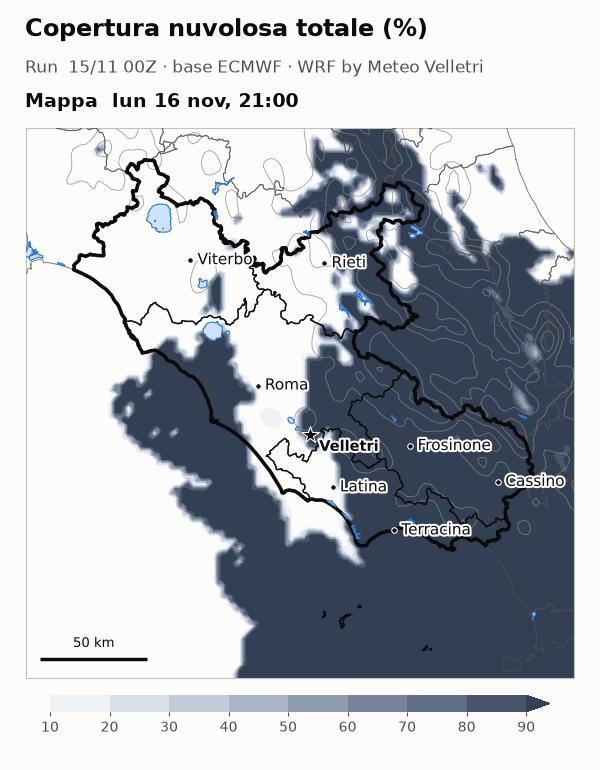 Copertura nuvolosa totale (%)
Run  15/11 00Z · base ECMWF · WRF by Meteo Velletri
Mappa  lun 16 nov, 21:00
Viterbo
Rieti
Roma
Velletri
Frosinone
Cassino
Latina
Terracina
50 km
10 20 30 40 50 60 70 80 90